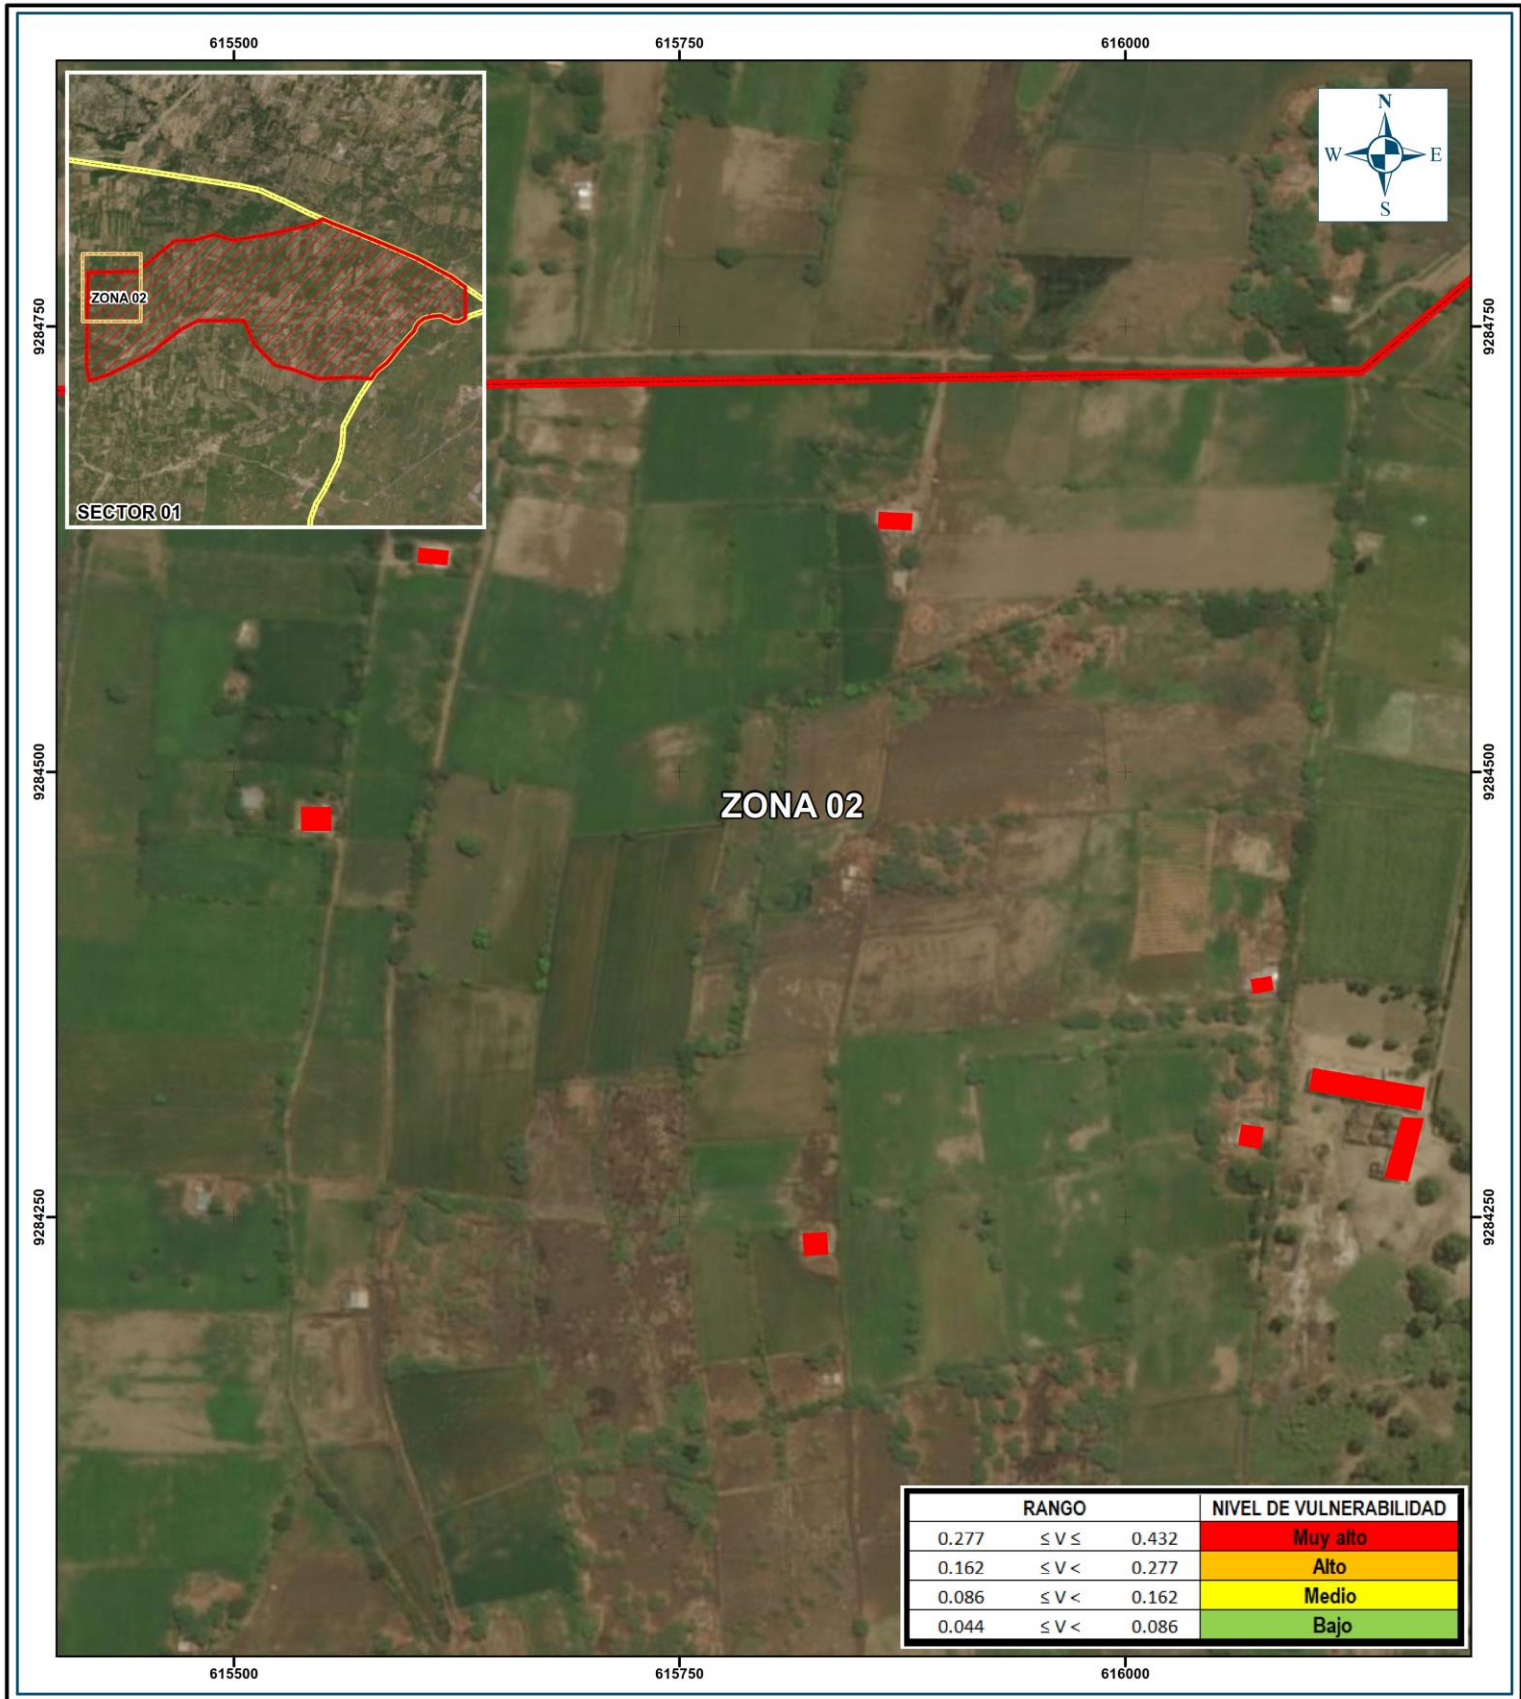 615500 615750 616000
N
W E
S
ZONA 02
SECTOR 01
9284750 9284750
9284500 9284500
ZONA 02
9284250 9284250
RANGO NIVEL DE VULNERABILIDAD
0.277 ≤ V ≤ 0.432 Muy alto
0.162 ≤ V < 0.277 Alto
0.086 ≤ V < 0.162 Medio
0.044 ≤ V < 0.086 Bajo
615500 615750 616000